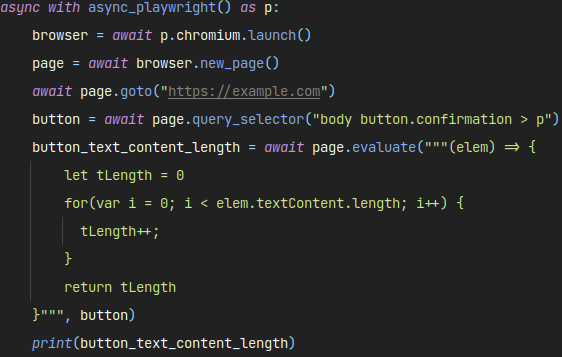 async with async_playwright() as p:
browser = await p.chromium.launch()
page = await browser.new_page()
await page.goto("https://example.com")
button = await page.query_selector("body button.confirmation > p")
button_text_content_length = await page.evaluate("""(elem) => {
let tLength = 0
for(var i = 0; i < elem.textContent.length; i++) {
tLength++;
}
return tLength
}""", button)
print(button_text_content_length)